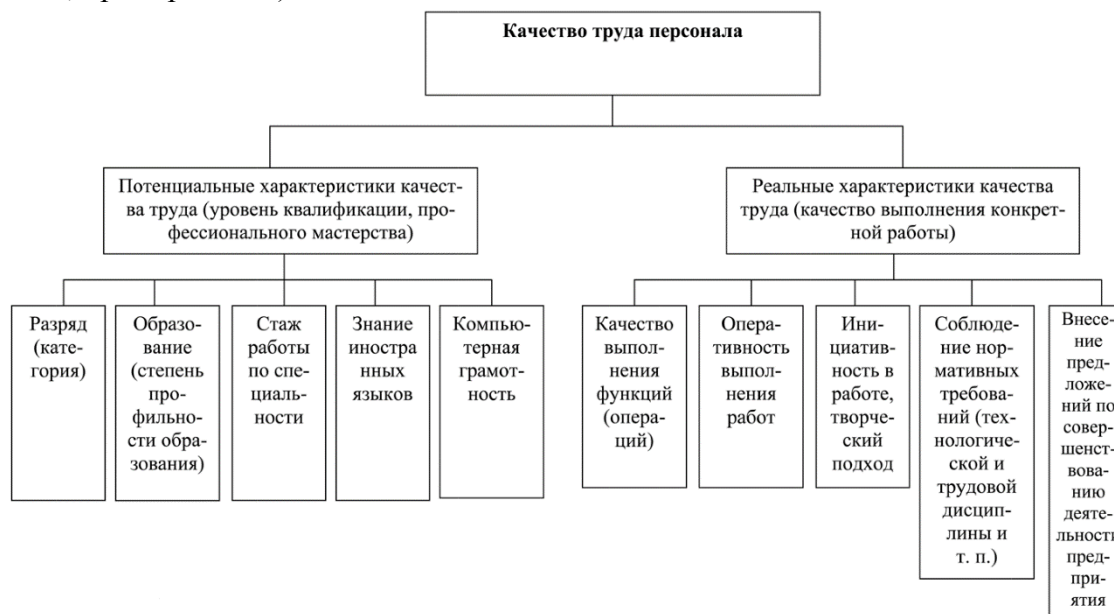 Качество труда персонала
Потенциальные характеристики качест-
ва труда (уровень квалификации, про-
фессионального мастерства)
Реальные характеристики качества
труда (качество выполнения конкрет-
ной работы)
Разряд
(кате-
гория)
Образо-
вание
(степень
про-
фильно-
сти обра-
зования)
Стаж
работы
по спе-
циаль-
ности
Знание
иностра
нных
языков
Компью-
терная
грамот-
ность
Качество
выпол-
нения
функций
(опера-
ций)
Опера-
тивность
выпол-
нения
работ
Ини-
циатив-
ность в
работе,
творче-
ский
подход
Соблюде-
ние нор-
мативных
требова-
ний (тех-
нологиче-
ской и
трудовой
дисцип-
лины и
т. п.)
Внесе-
ние
пред-
ложе-
ний по
совер-
шенст-
вова-
нию
деяте-
льности
пред-
при-
ятия